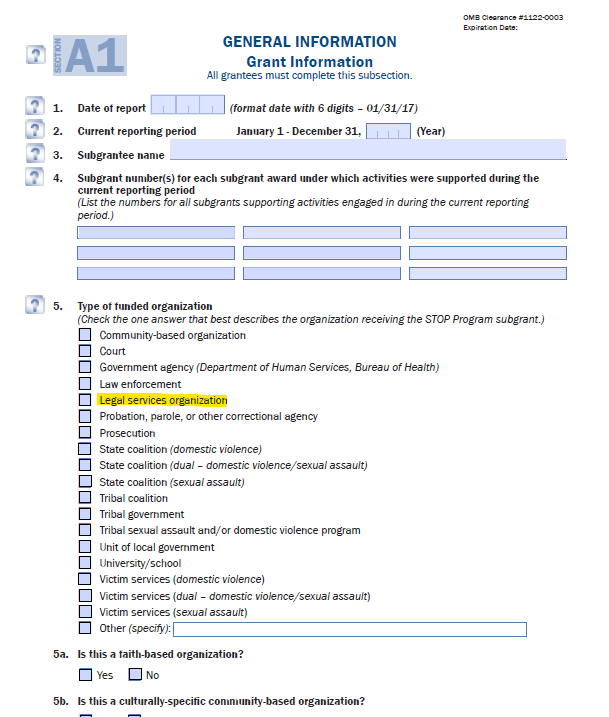 OMB Clearance #1122-0003
Expiration Date:
SECTION A1
GENERAL INFORMATION
Grant Information
All grantees must complete this subsection.
? 1. Date of report (format date with 6 digits – 01/31/17)
? 2. Current reporting period January 1 - December 31, (Year)
? 3. Subgrantee name
? 4. Subgrant number(s) for each subgrant award under which activities were supported during the
current reporting period
(List the numbers for all subgrants supporting activities engaged in during the current reporting
period.)
? 5. Type of funded organization
(Check the one answer that best describes the organization receiving the STOP Program subgrant.)
Community-based organization
Court
Government agency (Department of Human Services, Bureau of Health)
Law enforcement
Legal services organization
Probation, parole, or other correctional agency
Prosecution
State coalition (domestic violence)
State coalition (dual – domestic violence/sexual assault)
State coalition (sexual assault)
Tribal coalition
Tribal government
Tribal sexual assault and/or domestic violence program
Unit of local government
University/school
Victim services (domestic violence)
Victim services (dual – domestic violence/sexual assault)
Victim services (sexual assault)
Other (specify):
5a. Is this a faith-based organization?
Yes No
5b. Is this a culturally-specific community-based organization?